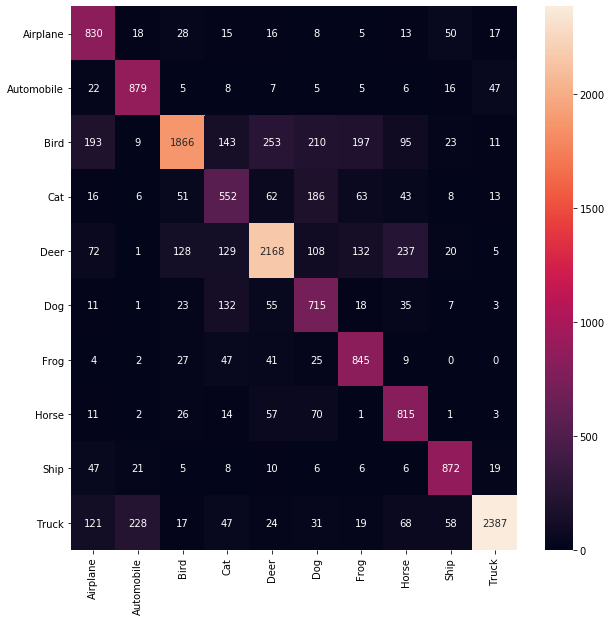 Airplane 830 18 28 15 16 8 5 13 50 17
Automobile 22 879 5 8 7 5 5 6 16 47
Bird 193 9 1866 143 253 210 197 95 23 11
Cat 16 6 51 552 62 186 63 43 8 13
Deer 72 1 128 129 2168 108 132 237 20 5
Dog 11 1 23 132 55 715 18 35 7 3
Frog 4 2 27 47 41 25 845 9 0 0
Horse 11 2 26 14 57 70 1 815 1 3
Ship 47 21 5 8 10 6 6 6 872 19
Truck 121 228 17 47 24 31 19 68 58 2387
Airplane Automobile Bird Cat Deer Dog Frog Horse Ship Truck
2000
1500
1000
500
0